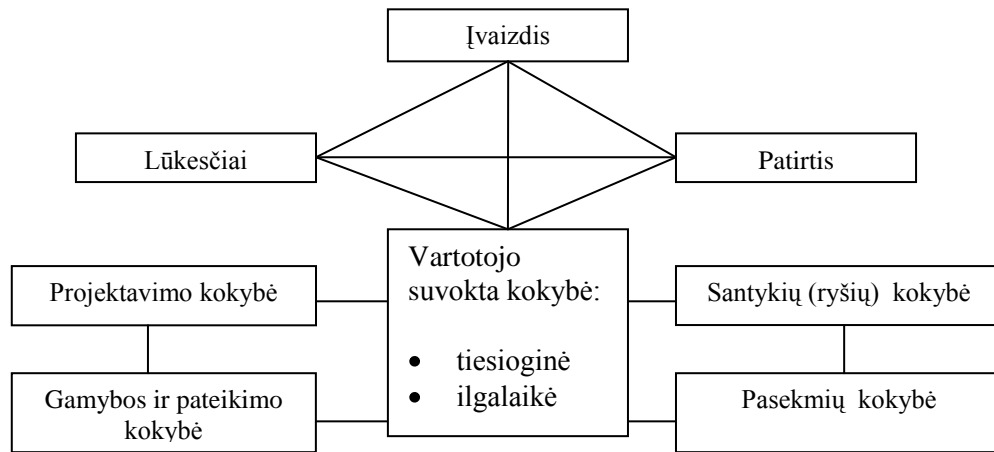 Įvaizdis
Lūkesčiai
Patirtis
Vartotojo
suvokta kokybė:
• tiesioginė
• ilgalaikė
Projektavimo kokybė
Santykių (ryšių) kokybė
Gamybos ir pateikimo
kokybė
Pasekmių kokybė